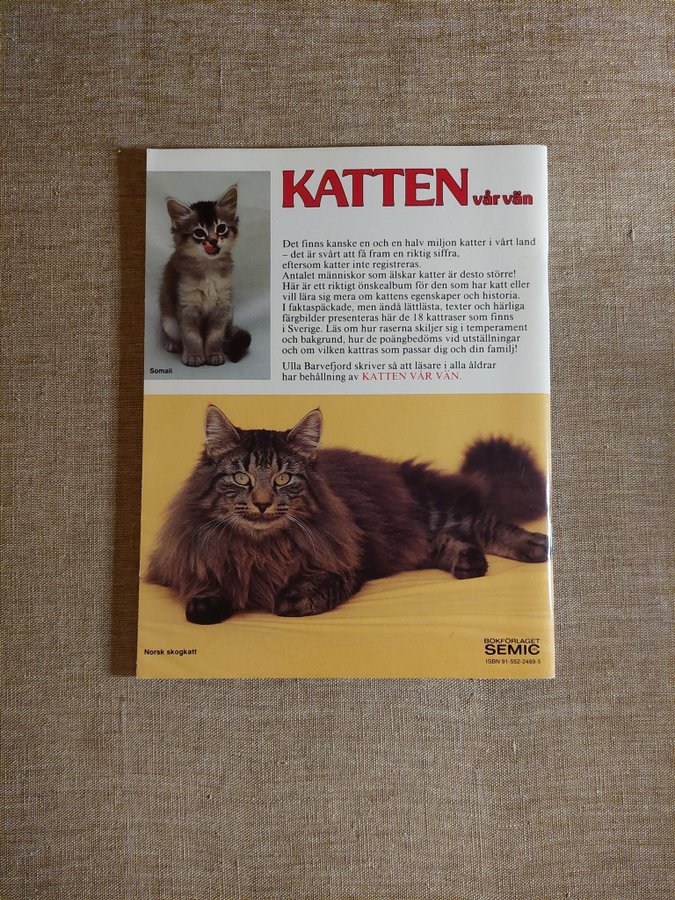 KATTEN vår vän
Det finns kanske en och en halv miljon katter i vårt land
– det är svårt att få fram en riktig siffra,
eftersom katter inte registreras.
Antalet människor som älskar katter är desto större!
Här är ett riktigt önskealbum för den som har katt eller
vill lära sig mera om kattens egenskaper och historia.
I faktaspäckade, men ändå lättlästa, texter och härliga
färgbilder presenteras här de 18 kattraser som finns
i Sverige. Läs om hur raserna skiljer sig i temperament
och bakgrund, hur de poängbedöms vid utställningar
och om vilken kattras som passar dig och din familj!
Ulla Barvefjord skriver så att läsare i alla åldrar
har behållning av KATTEN VÅR VÄN.
Somali
Norsk skogkatt
BOKFÖRLAGET
SEMIC
ISBN 91-552-2469-5